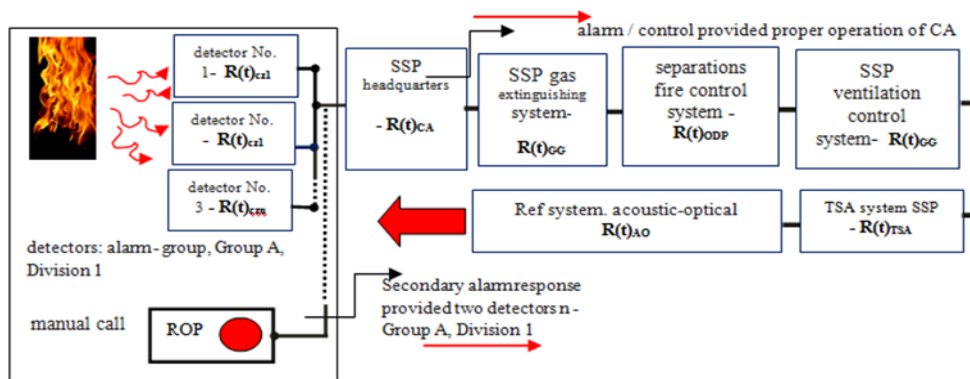 detector No.
1- R(t)cz1
detector No.
- R(t)cz1
detector No.
3 - R(t)czn
detectors: alarm - group, Group A,
Division 1
manual call
ROP
SSP
headquarters
- R(t)CA
alarm / control provided proper operation of CA
SSP gas
extinguishing
system-
R(t)GG
separations
fire control
system -
R(t)ODP
SSP
ventilation
control
system- R(t)GG
Ref system. acoustic-optical
R(t)AO
TSA system SSP
- R(t)TSA
Secondary alarmresponse
provided two detectors n -
Group A, Division 1